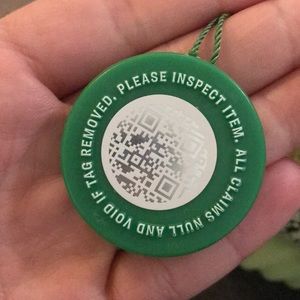 PLEASE INSPECT ITEM. ALL CLAIMS NULL AND VOID IF TAG REMOVED.